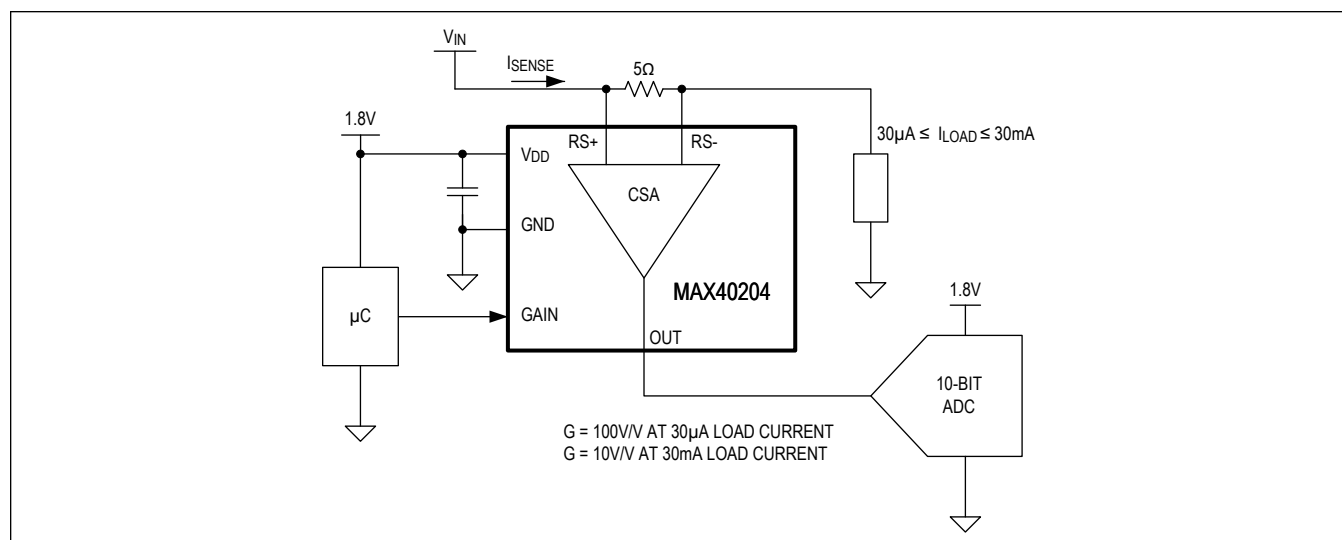 VIN
ISENSE
5Ω
1.8V
RS+
RS-
30µA ≤ ILOAD ≤ 30mA
VDD
CSA
GND
MAX40204
1.8V
µC
GAIN
OUT
10-BIT
ADC
G = 100V/V AT 30µA LOAD CURRENT
G = 10V/V AT 30mA LOAD CURRENT